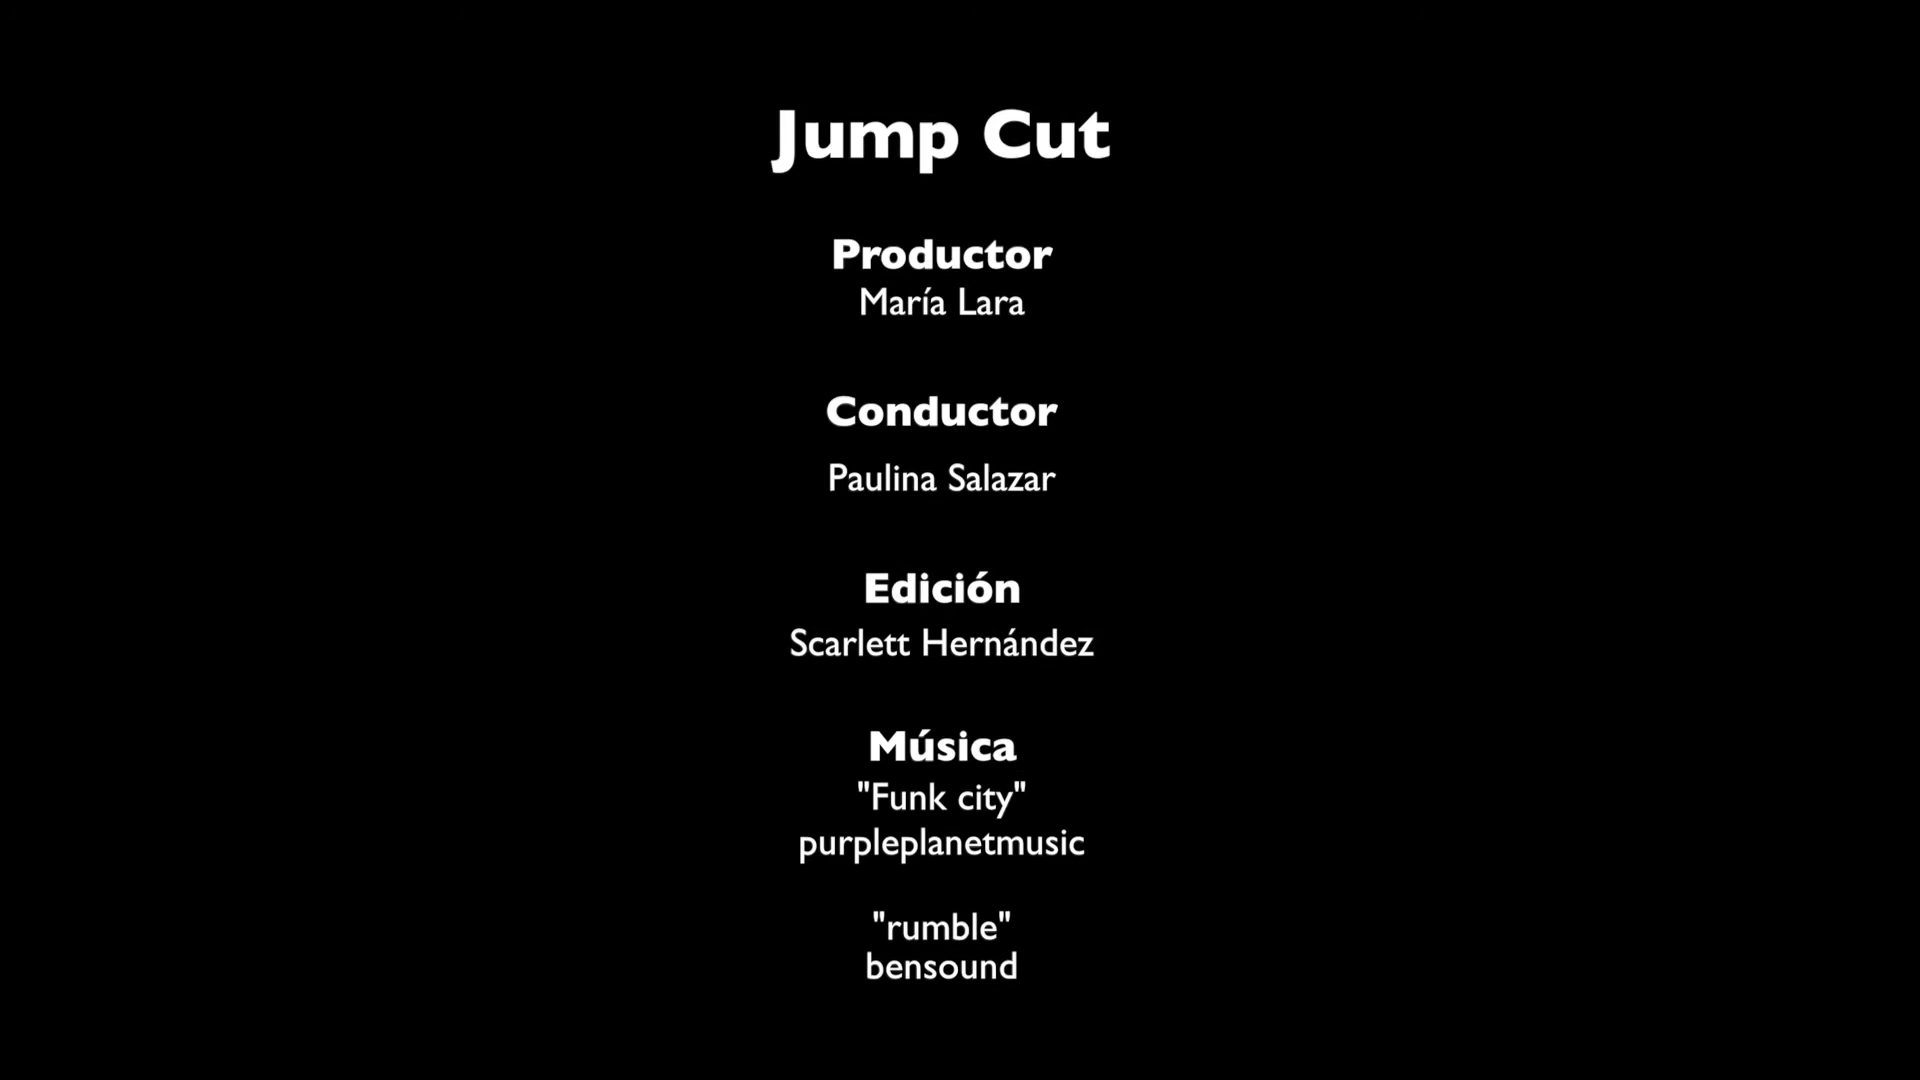 Jump Cut
Productor
María Lara
Conductor
Paulina Salazar
Edición
Scarlett Hernández
Música
"Funk city"
purpleplanetmusic
"rumble"
bensound